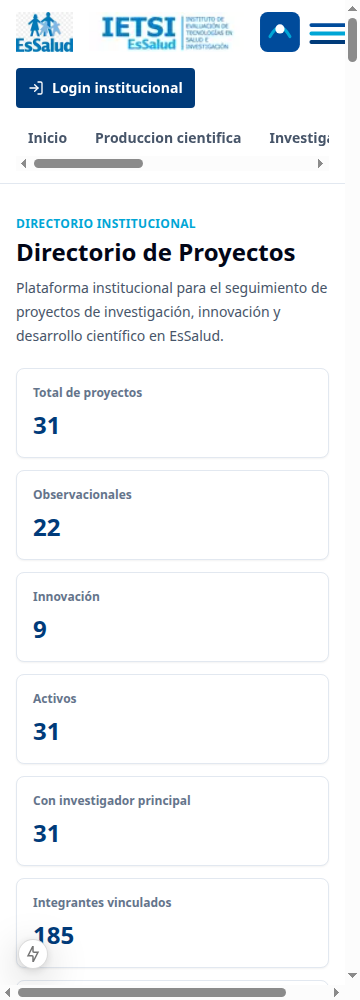 EsSalud
IETSI
EsSalud
INSTITUTO DE
EVALUACIÓN DE
TECNOLOGÍAS EN
SALUD E
INVESTIGACIÓN
Login institucional
Inicio Produccion cientifica Investiga
DIRECTORIO INSTITUCIONAL
Directorio de Proyectos
Plataforma institucional para el seguimiento de
proyectos de investigación, innovación y
desarrollo científico en EsSalud.
Total de proyectos
31
Observacionales
22
Innovación
9
Activos
31
Con investigador principal
31
Integrantes vinculados
185